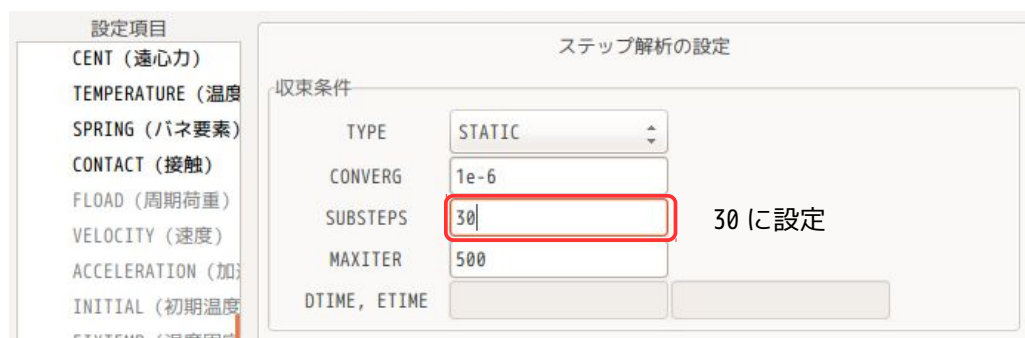 設定項目
CENT (遠心力)
TEMPERATURE (温度
SPRING (バネ要素)
CONTACT (接触)
FLOAD (周期荷重)
VELOCITY (速度)
ACCELERATION (加
INITIAL (初期温度
ステップ解析の設定
収束条件
TYPE STATIC
CONVERG 1e-6
SUBSTEPS 30 30 に設定
MAXITER 500
DTIME, ETIME